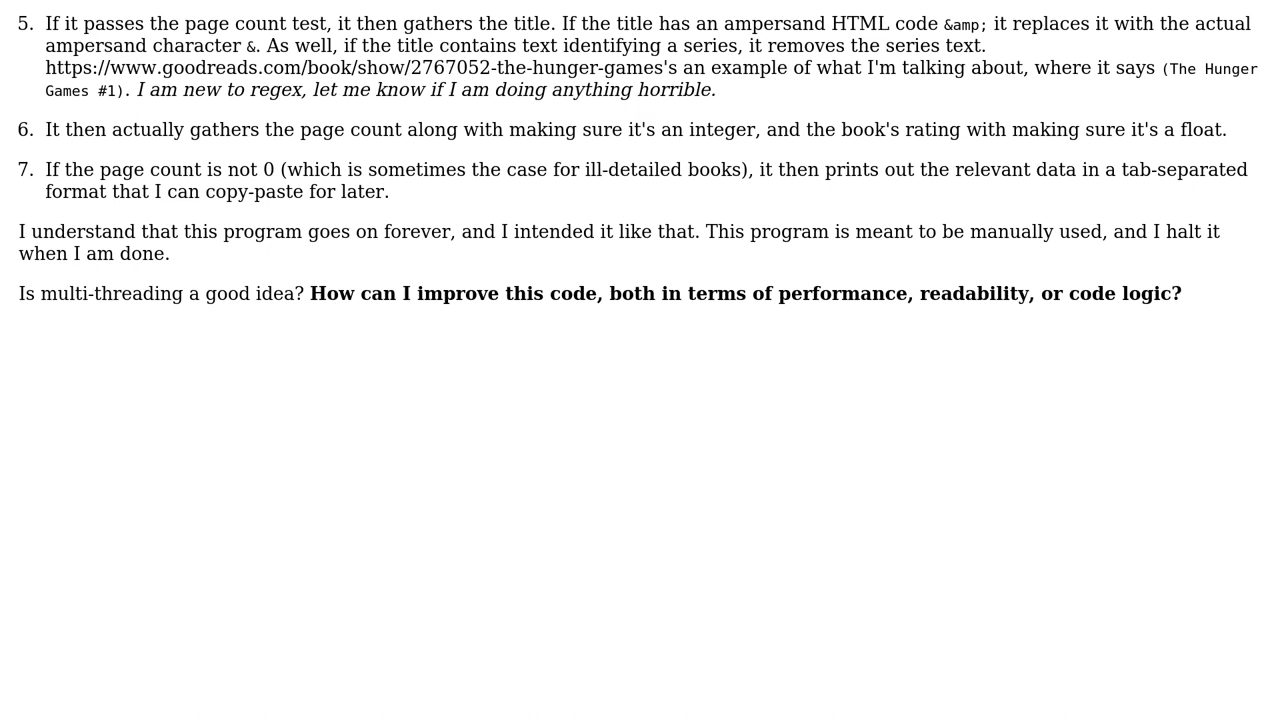 5. If it passes the page count test, it then gathers the title. If the title has an ampersand HTML code &amp; it replaces it with the actual
ampersand character &. As well, if the title contains text identifying a series, it removes the series text.
https://www.goodreads.com/book/show/2767052-the-hunger-games's an example of what I'm talking about, where it says (The Hunger
Games #1). I am new to regex, let me know if I am doing anything horrible.
6. It then actually gathers the page count along with making sure it's an integer, and the book's rating with making sure it's a float.
7. If the page count is not 0 (which is sometimes the case for ill-detailed books), it then prints out the relevant data in a tab-separated
format that I can copy-paste for later.
I understand that this program goes on forever, and I intended it like that. This program is meant to be manually used, and I halt it
when I am done.
Is multi-threading a good idea? How can I improve this code, both in terms of performance, readability, or code logic?